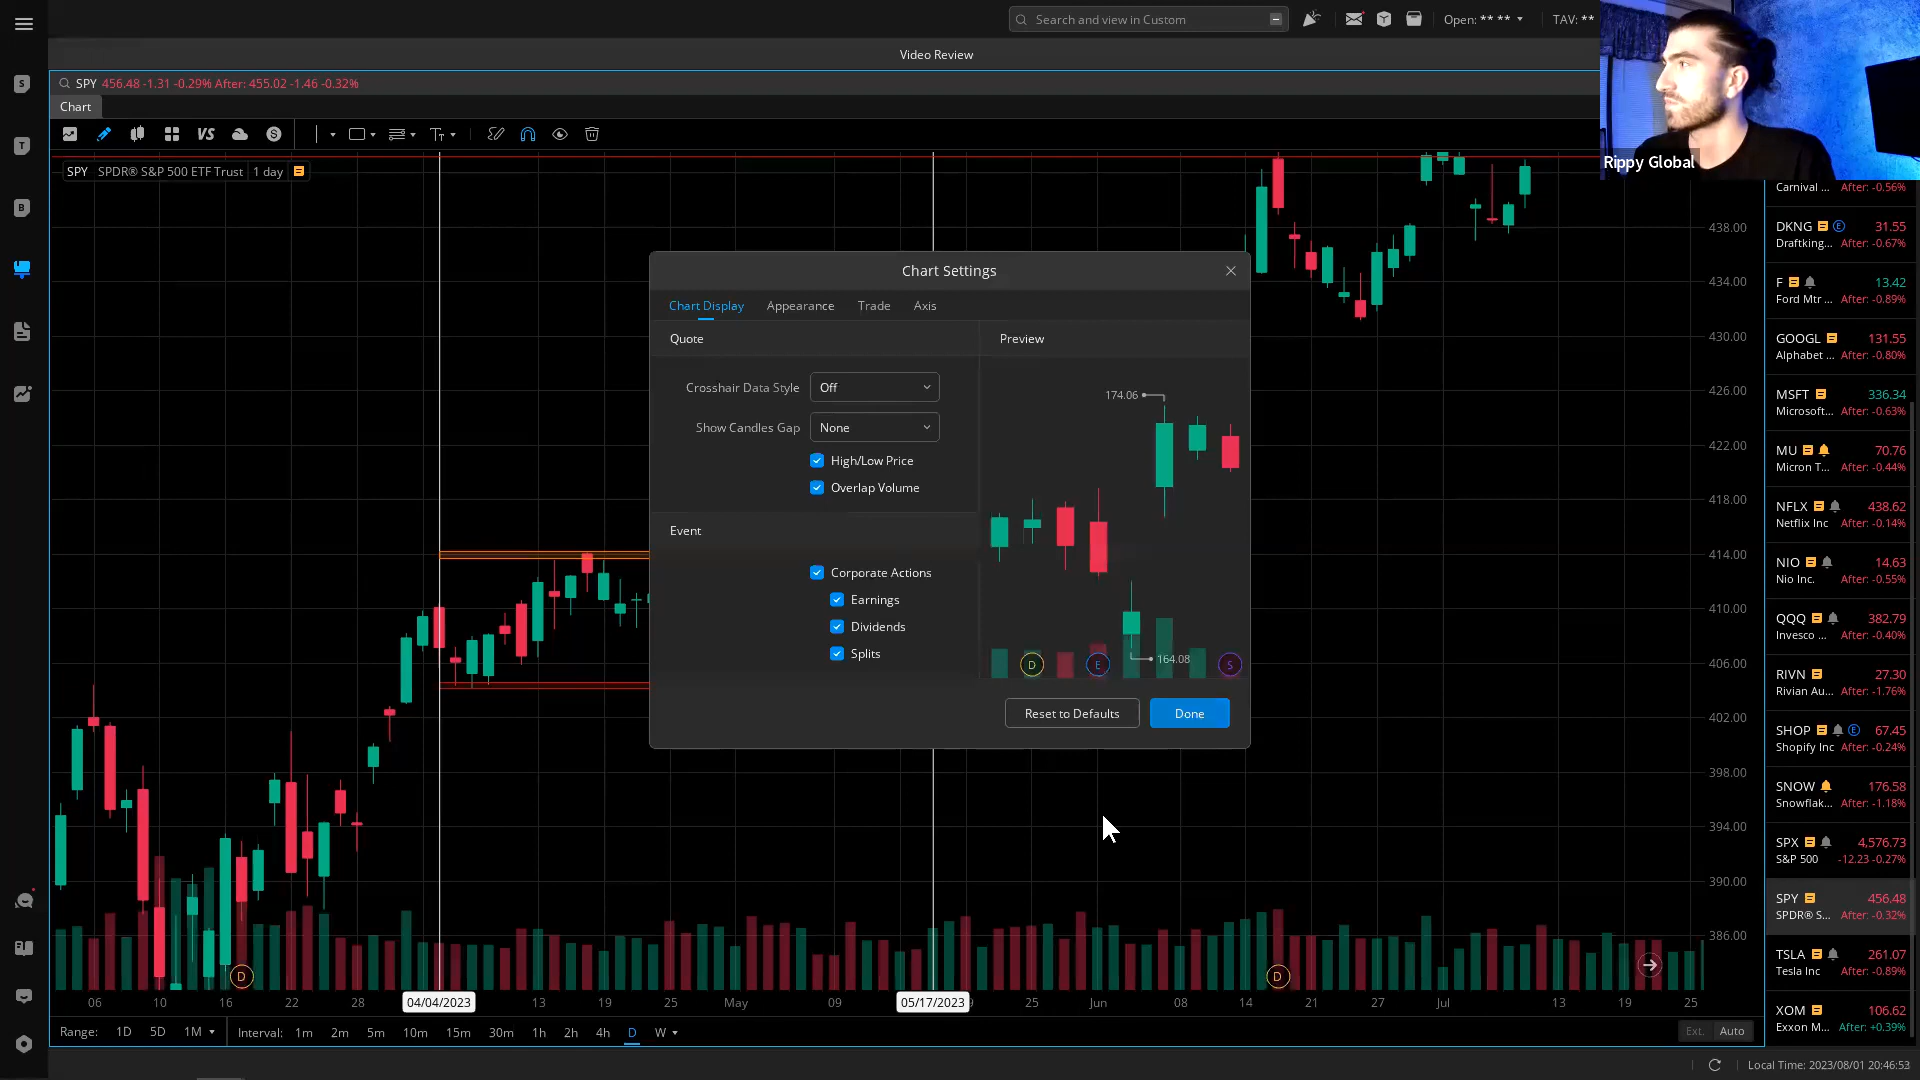 Search and view in Custom
Open: ** **
TAV: **
Video Review
SPY 456.48 -1.31 -0.29% After: 455.02 -1.46 -0.32%
Chart
VS
SPY SPDR® S&P 500 ETF Trust 1 day
Rippy Global
Chart Settings
Chart Display Appearance Trade Axis
Quote
Preview
Crosshair Data Style Off
Show Candles Gap None
High/Low Price
Overlap Volume
Event
Corporate Actions
Earnings
Dividends
Splits
174.06
164.08
D E S
Reset to Defaults
Done
438.00
434.00
430.00
426.00
422.00
418.00
414.00
410.00
406.00
402.00
398.00
394.00
390.00
386.00
D D
06 10 16 22 28 04/04/2023 13 19 25 May 09 05/17/2023 25 Jun 08 14 21 27 Jul 13 19 25
Range: 1D 5D 1M Interval: 1m 2m 5m 10m 15m 30m 1h 2h 4h D W
Ext. Auto
Carnival ... After: -0.56%
DKNG E 31.55
Draftking... After: -0.67%
F 13.42
Ford Mtr ... After: -0.89%
GOOGL 131.55
Alphabet ... After: -0.80%
MSFT 336.34
Microsoft... After: -0.63%
MU 70.76
Micron T... After: -0.44%
NFLX 438.62
Netflix Inc After: -0.14%
NIO 14.63
Nio Inc. After: -0.55%
QQQ 382.79
Invesco ... After: -0.40%
RIVN 27.30
Rivian Au... After: -1.76%
SHOP E 67.45
Shopify Inc After: -0.24%
SNOW 176.58
Snowflak... After: -1.18%
SPX 4,576.73
S&P 500 -12.23 -0.27%
SPY 456.48
SPDR® S... After: -0.32%
TSLA 261.07
Tesla Inc After: -0.89%
XOM 106.62
Exxon M... After: +0.39%
Local Time: 2023/08/01 20:46:53